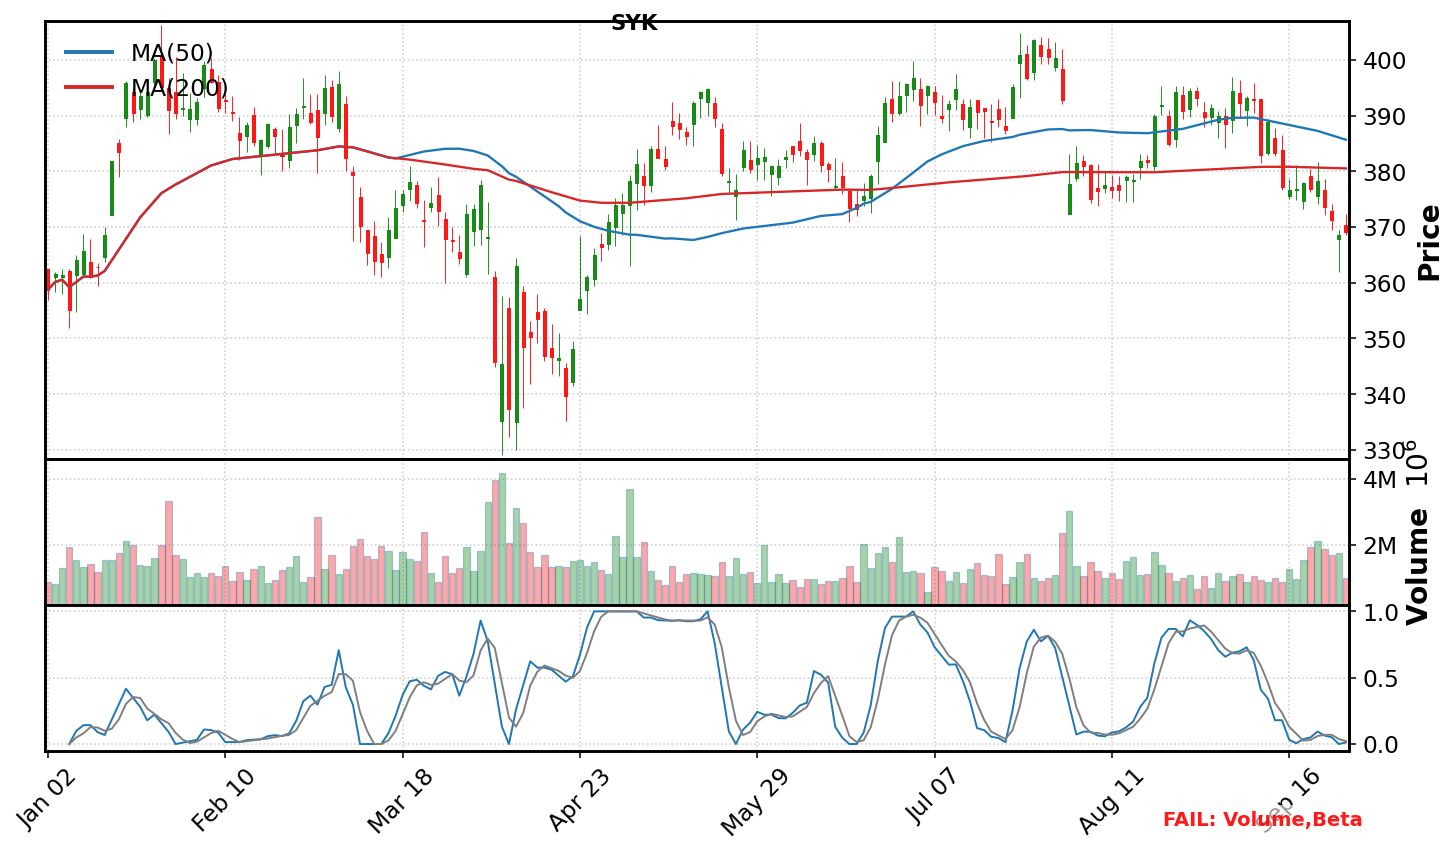 SYK
MA(50)
MA(200)
400
390
380
370
360
350
340
330
Price
4M
2M
Volume 10^6
1.0
0.5
0.0
Jan 02
Feb 10
Mar 18
Apr 23
May 29
Jul 07
Aug 11
Sep 16
FAIL: Volume,Beta